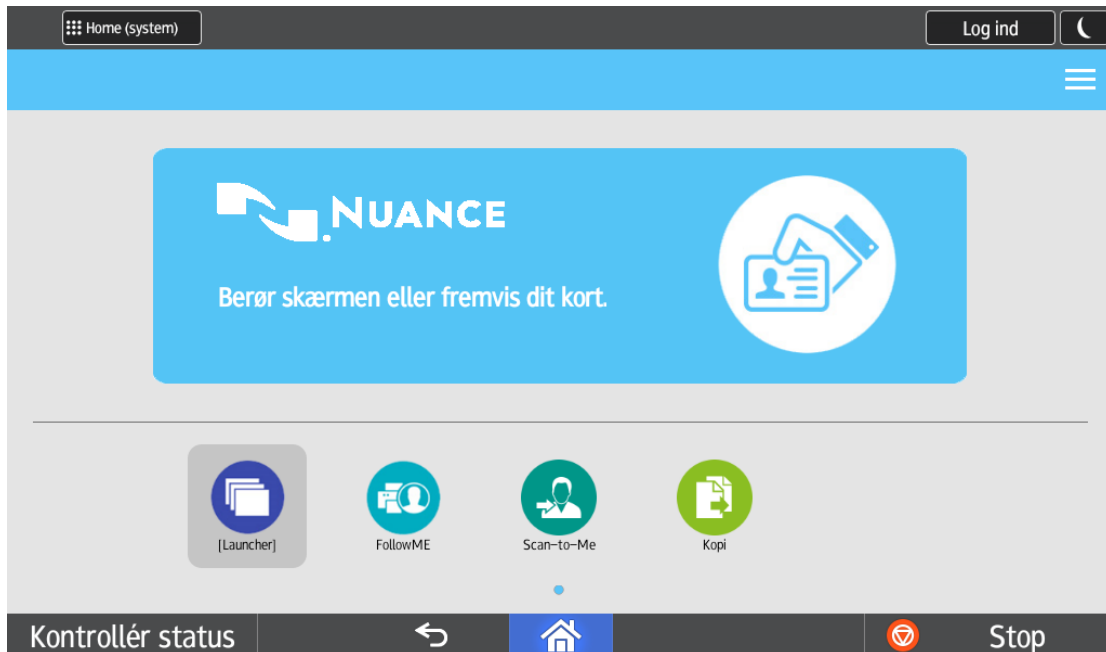 Home (system)
Log ind
NUANCE
Berør skærmen eller fremvis dit kort.
[Launcher]
FollowME
Scan-to-Me
Kopi
Kontrollér status
Stop